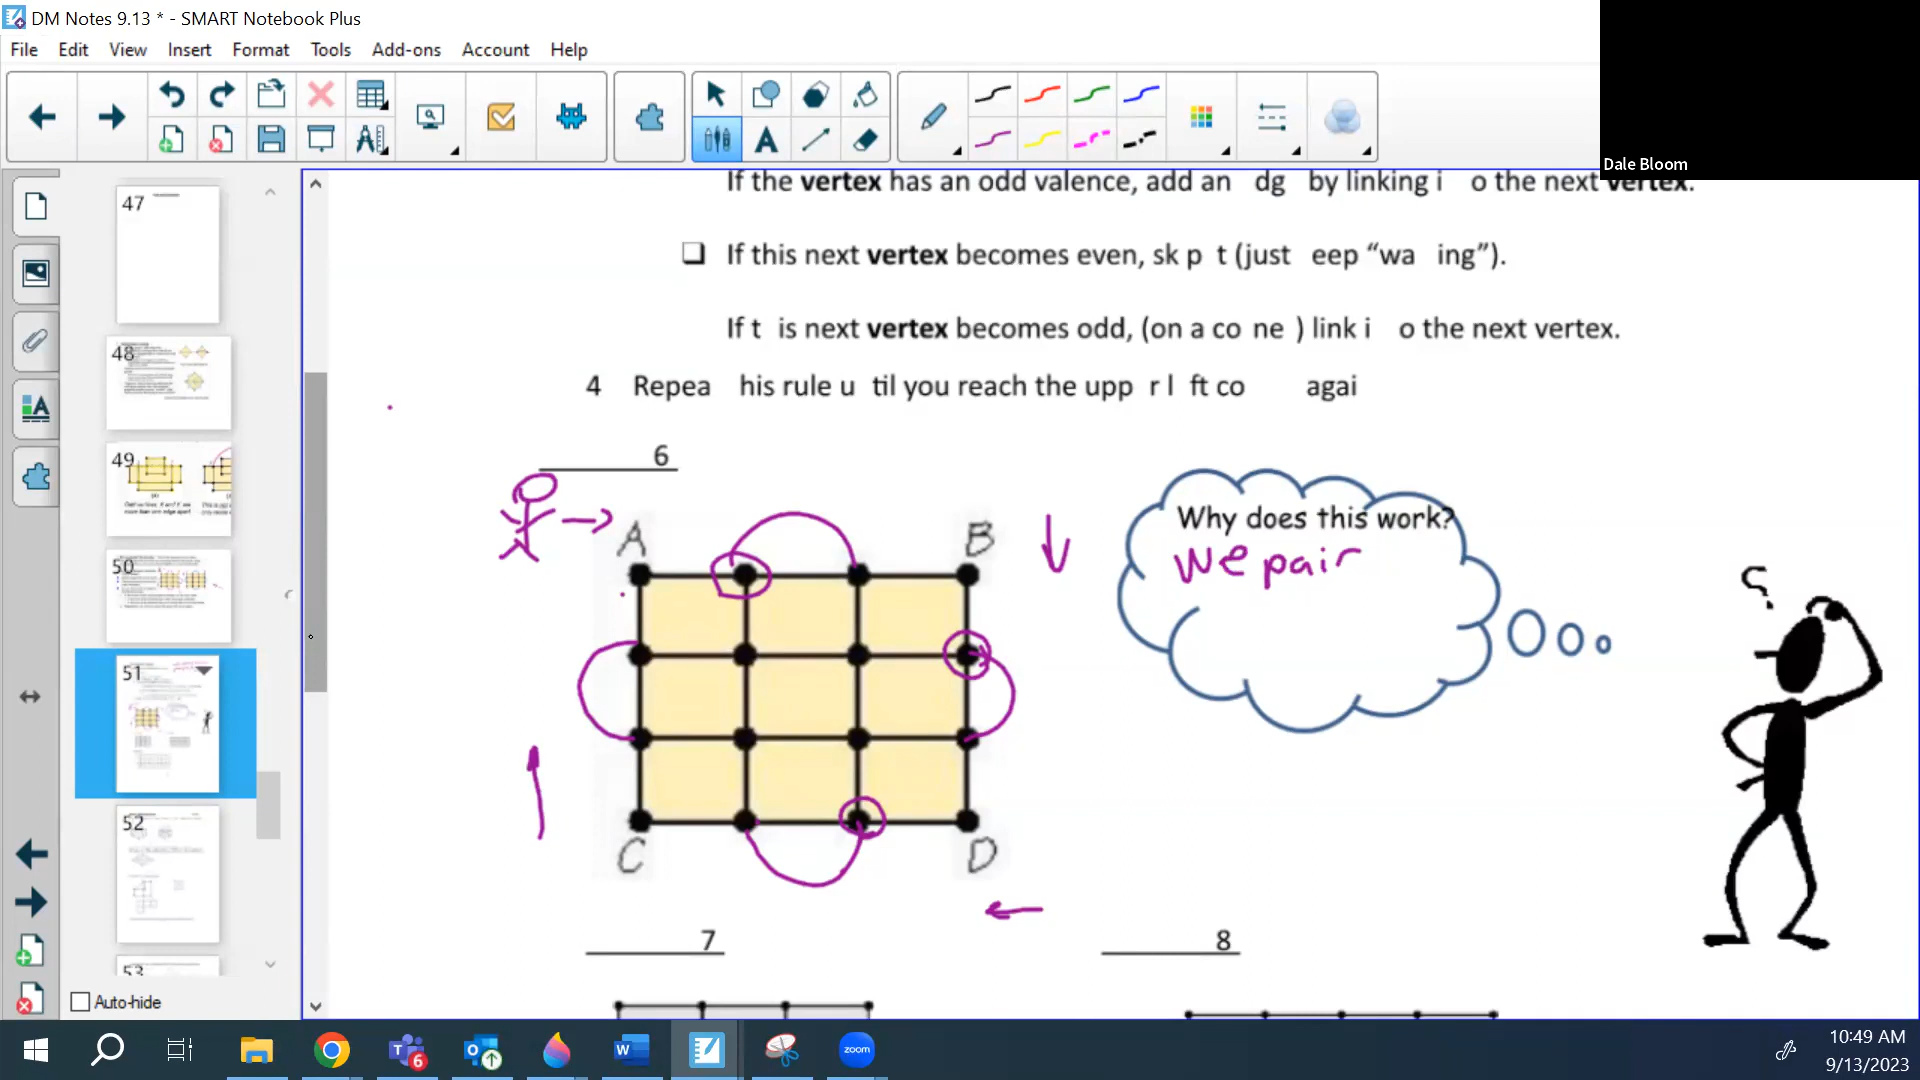 DM Notes 9.13 * - SMART Notebook Plus
File Edit View Insert Format Tools Add-ons Account Help
Dale Bloom
If the vertex has an odd valence, add an dg by linking i o the next vertex.
If this next vertex becomes even, sk p t (just eep "wa ing").
If t is next vertex becomes odd, (on a co ne ) link i o the next vertex.
4 Repea his rule u til you reach the upp r l ft co agai
6
A
B
C
D
Why does this work?
We pair
7
8
47
48
49
50
51
52
53
Auto-hide
6
zoom
10:49 AM
9/13/2023